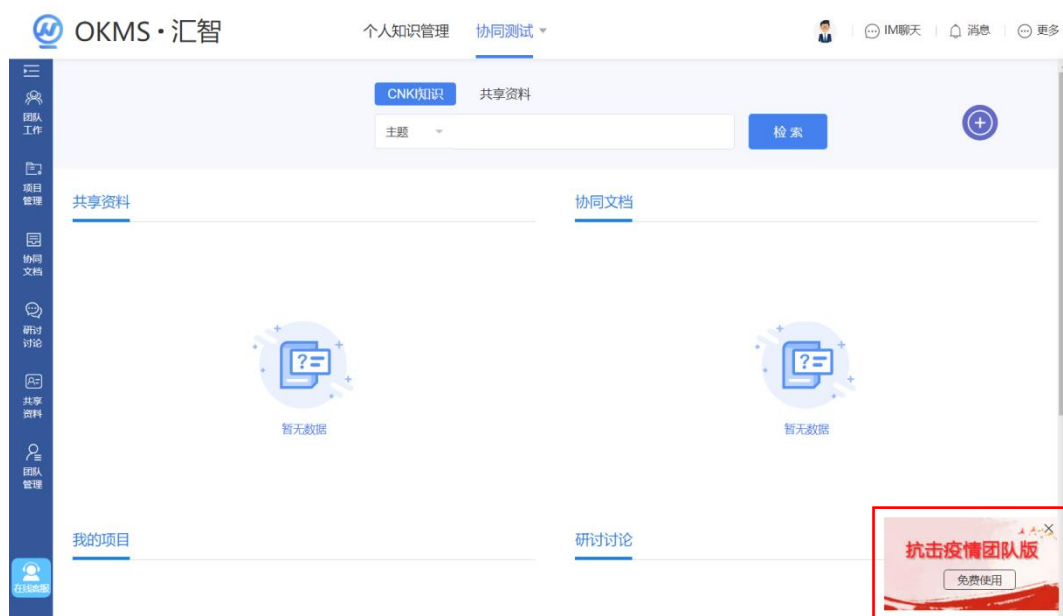 OKMS·汇智
个人知识管理 协同测试
IM聊天 消息 更多
CNKI知识 共享资料
主题 检索
团队
工作
项目
管理
协同
文档
研讨
讨论
共享
资料
团队
管理
在线客服
共享资料
暂无数据
协同文档
暂无数据
我的项目
研讨讨论
抗击疫情团队版
免费使用